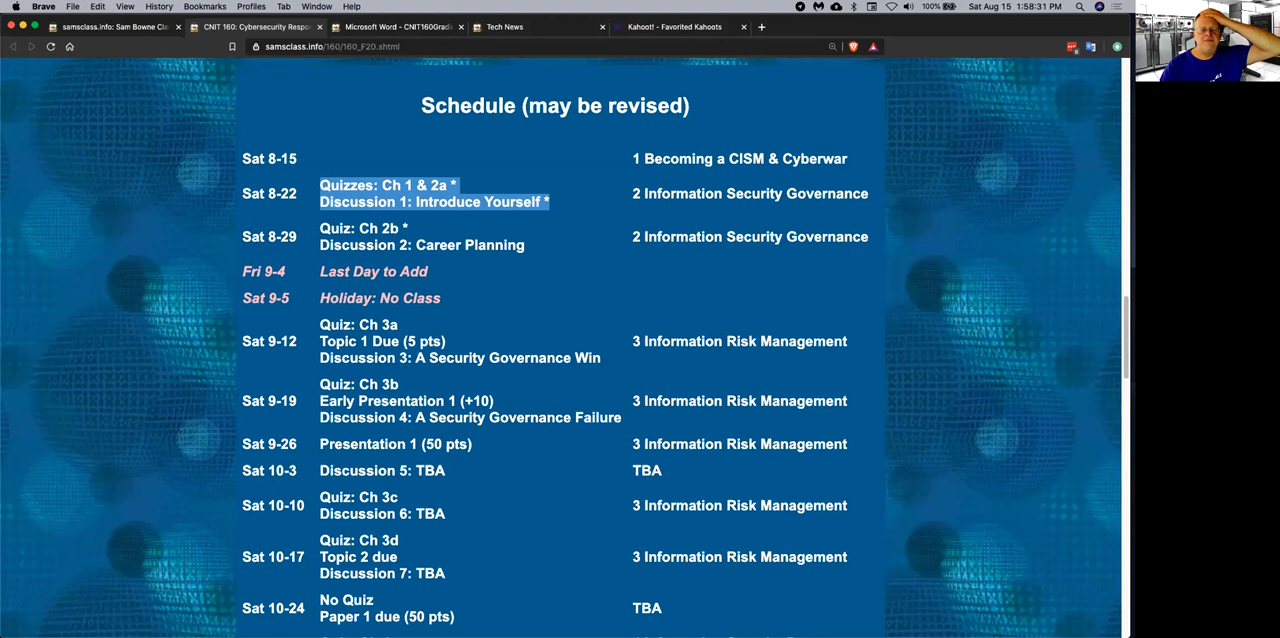 Brave File Edit View History Bookmarks Profiles Tab Window Help 100% Sat Aug 15 1:58:31 PM
samsclass.info: Sam Bowne Cl CNIT 160: Cybersecurity Respo Microsoft Word - CNIT160Gradi Tech News Kahoot! - Favorited Kahoots
samsclass.info/160/160_F20.shtml
Schedule (may be revised)
Sat 8-15 1 Becoming a CISM & Cyberwar
Sat 8-22 Quizzes: Ch 1 & 2a * 2 Information Security Governance
Discussion 1: Introduce Yourself *
Sat 8-29 Quiz: Ch 2b * 2 Information Security Governance
Discussion 2: Career Planning
Fri 9-4 Last Day to Add
Sat 9-5 Holiday: No Class
Quiz: Ch 3a
Sat 9-12 Topic 1 Due (5 pts) 3 Information Risk Management
Discussion 3: A Security Governance Win
Quiz: Ch 3b
Sat 9-19 Early Presentation 1 (+10) 3 Information Risk Management
Discussion 4: A Security Governance Failure
Sat 9-26 Presentation 1 (50 pts) 3 Information Risk Management
Sat 10-3 Discussion 5: TBA TBA
Sat 10-10 Quiz: Ch 3c 3 Information Risk Management
Discussion 6: TBA
Quiz: Ch 3d
Sat 10-17 Topic 2 due 3 Information Risk Management
Discussion 7: TBA
Sat 10-24 No Quiz TBA
Paper 1 due (50 pts)